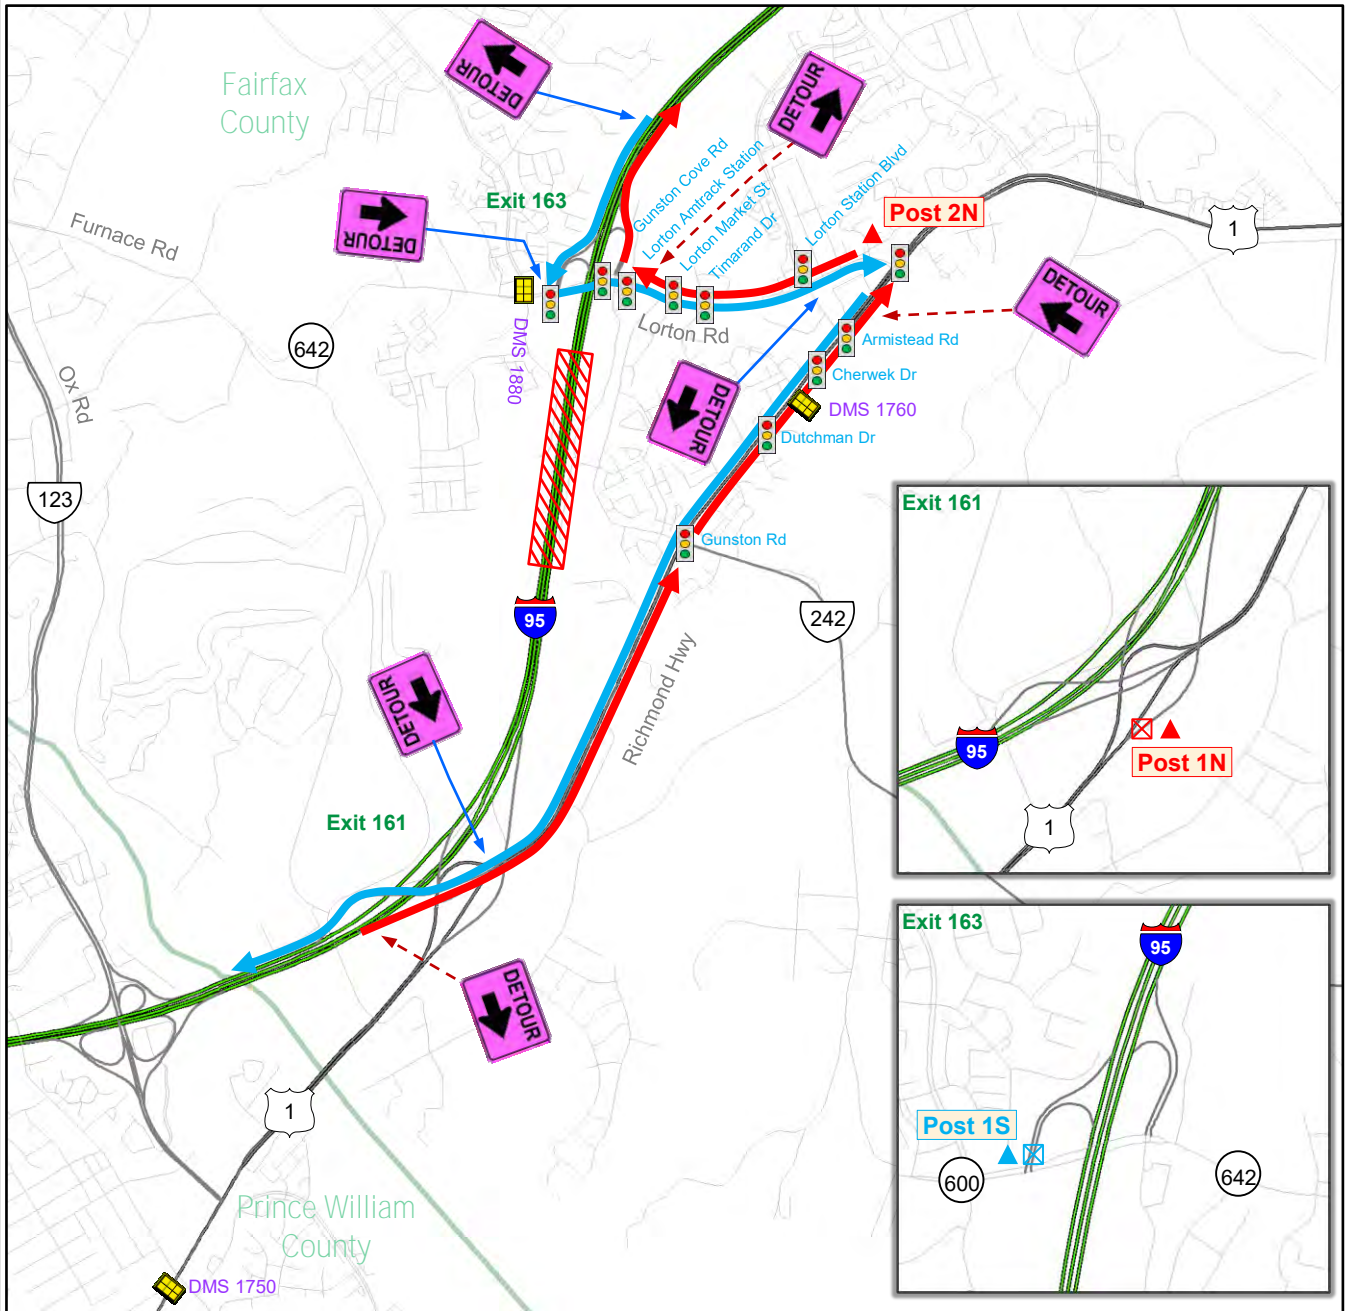 Fairfax
County
DETOUR
DETOUR
DETOUR
Exit 163
Furnace Rd
Gunston Cove Rd
Lorton Amtrack Station
Lorton Market St
Timarand Dr
Lorton Station Blvd
Post 2N
1
DETOUR
DMS 1880
Lorton Rd
642
Armistead Rd
Cherwek Dr
DETOUR
DMS 1760
Dutchman Dr
Ox Rd
123
Gunston Rd
95
242
Richmond Hwy
DETOUR
Exit 161
DETOUR
1
Prince William
County
DMS 1750
Exit 161
95
Post 1N
1
Exit 163
95
Post 1S
600
642